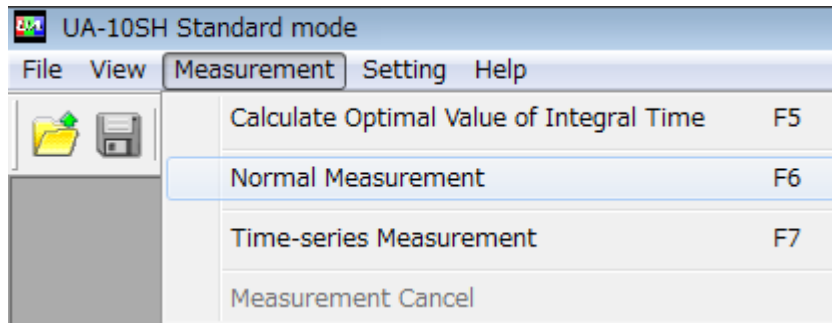 UA-10SH Standard mode
File View Measurement Setting Help
Calculate Optimal Value of Integral Time F5
Normal Measurement F6
Time-series Measurement F7
Measurement Cancel